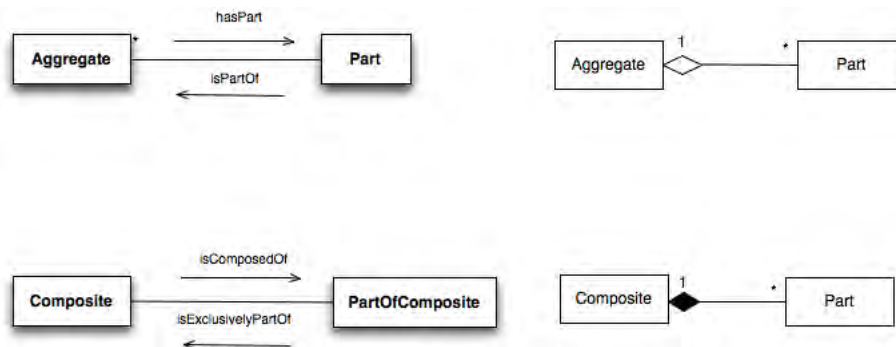 hasPart
*
Aggregate
Part
isPartOf
Aggregate
1
*
Part
isComposedOf
Composite
PartOfComposite
isExclusivelyPartOf
Composite
1
*
Part